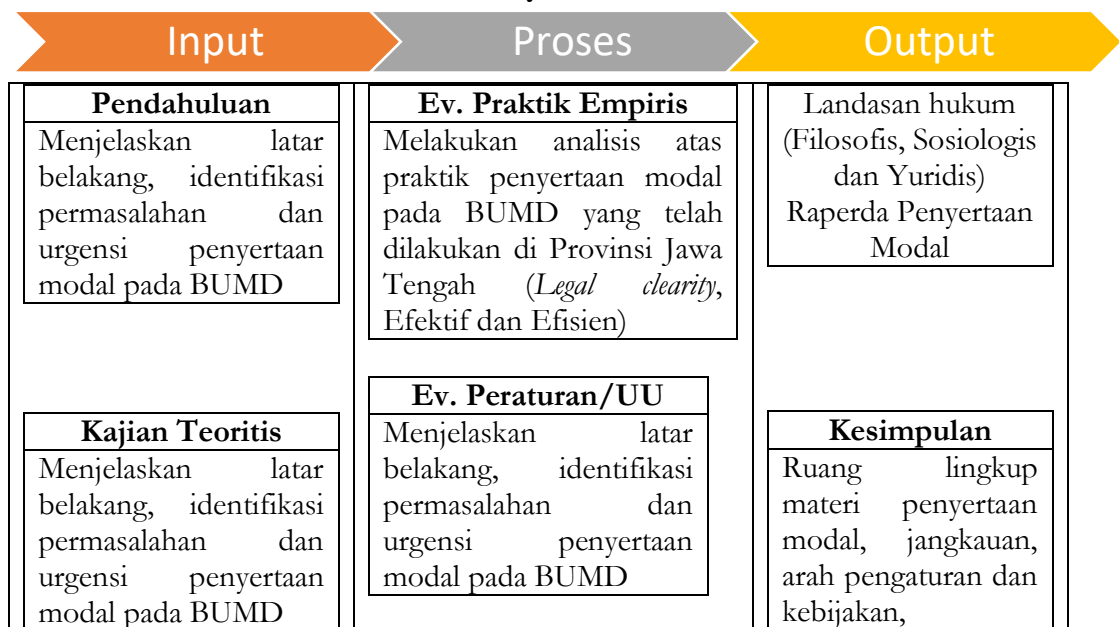 Input
Proses
Output
Pendahuluan
Menjelaskan latar
belakang, identifikasi
permasalahan dan
urgensi penyertaan
modal pada BUMD
Kajian Teoritis
Menjelaskan latar
belakang, identifikasi
permasalahan dan
urgensi penyertaan
modal pada BUMD
Ev. Praktik Empiris
Melakukan analisis atas
praktik penyertaan modal
pada BUMD yang telah
dilakukan di Provinsi Jawa
Tengah (Legal clearity,
Efektif dan Efisien)
Ev. Peraturan/UU
Menjelaskan latar
belakang, identifikasi
permasalahan dan
urgensi penyertaan
modal pada BUMD
Landasan hukum
(Filosofis, Sosiologis
dan Yuridis)
Raperda Penyertaan
Modal
Kesimpulan
Ruang lingkup
materi penyertaan
modal, jangkauan,
arah pengaturan dan
kebijakan,